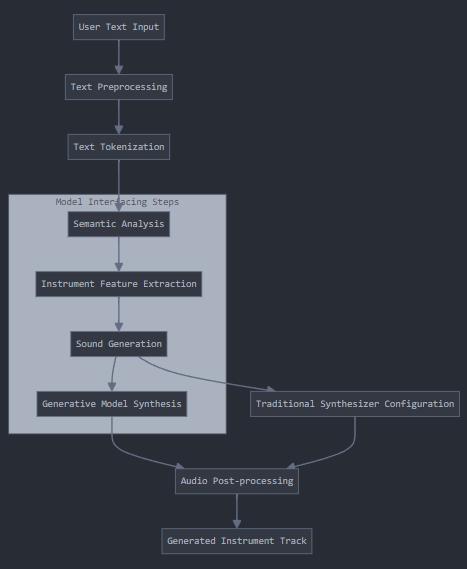 User Text Input
Text Preprocessing
Text Tokenization
Model Interfacing Steps
Semantic Analysis
Instrument Feature Extraction
Sound Generation
Generative Model Synthesis
Traditional Synthesizer Configuration
Audio Post-processing
Generated Instrument Track